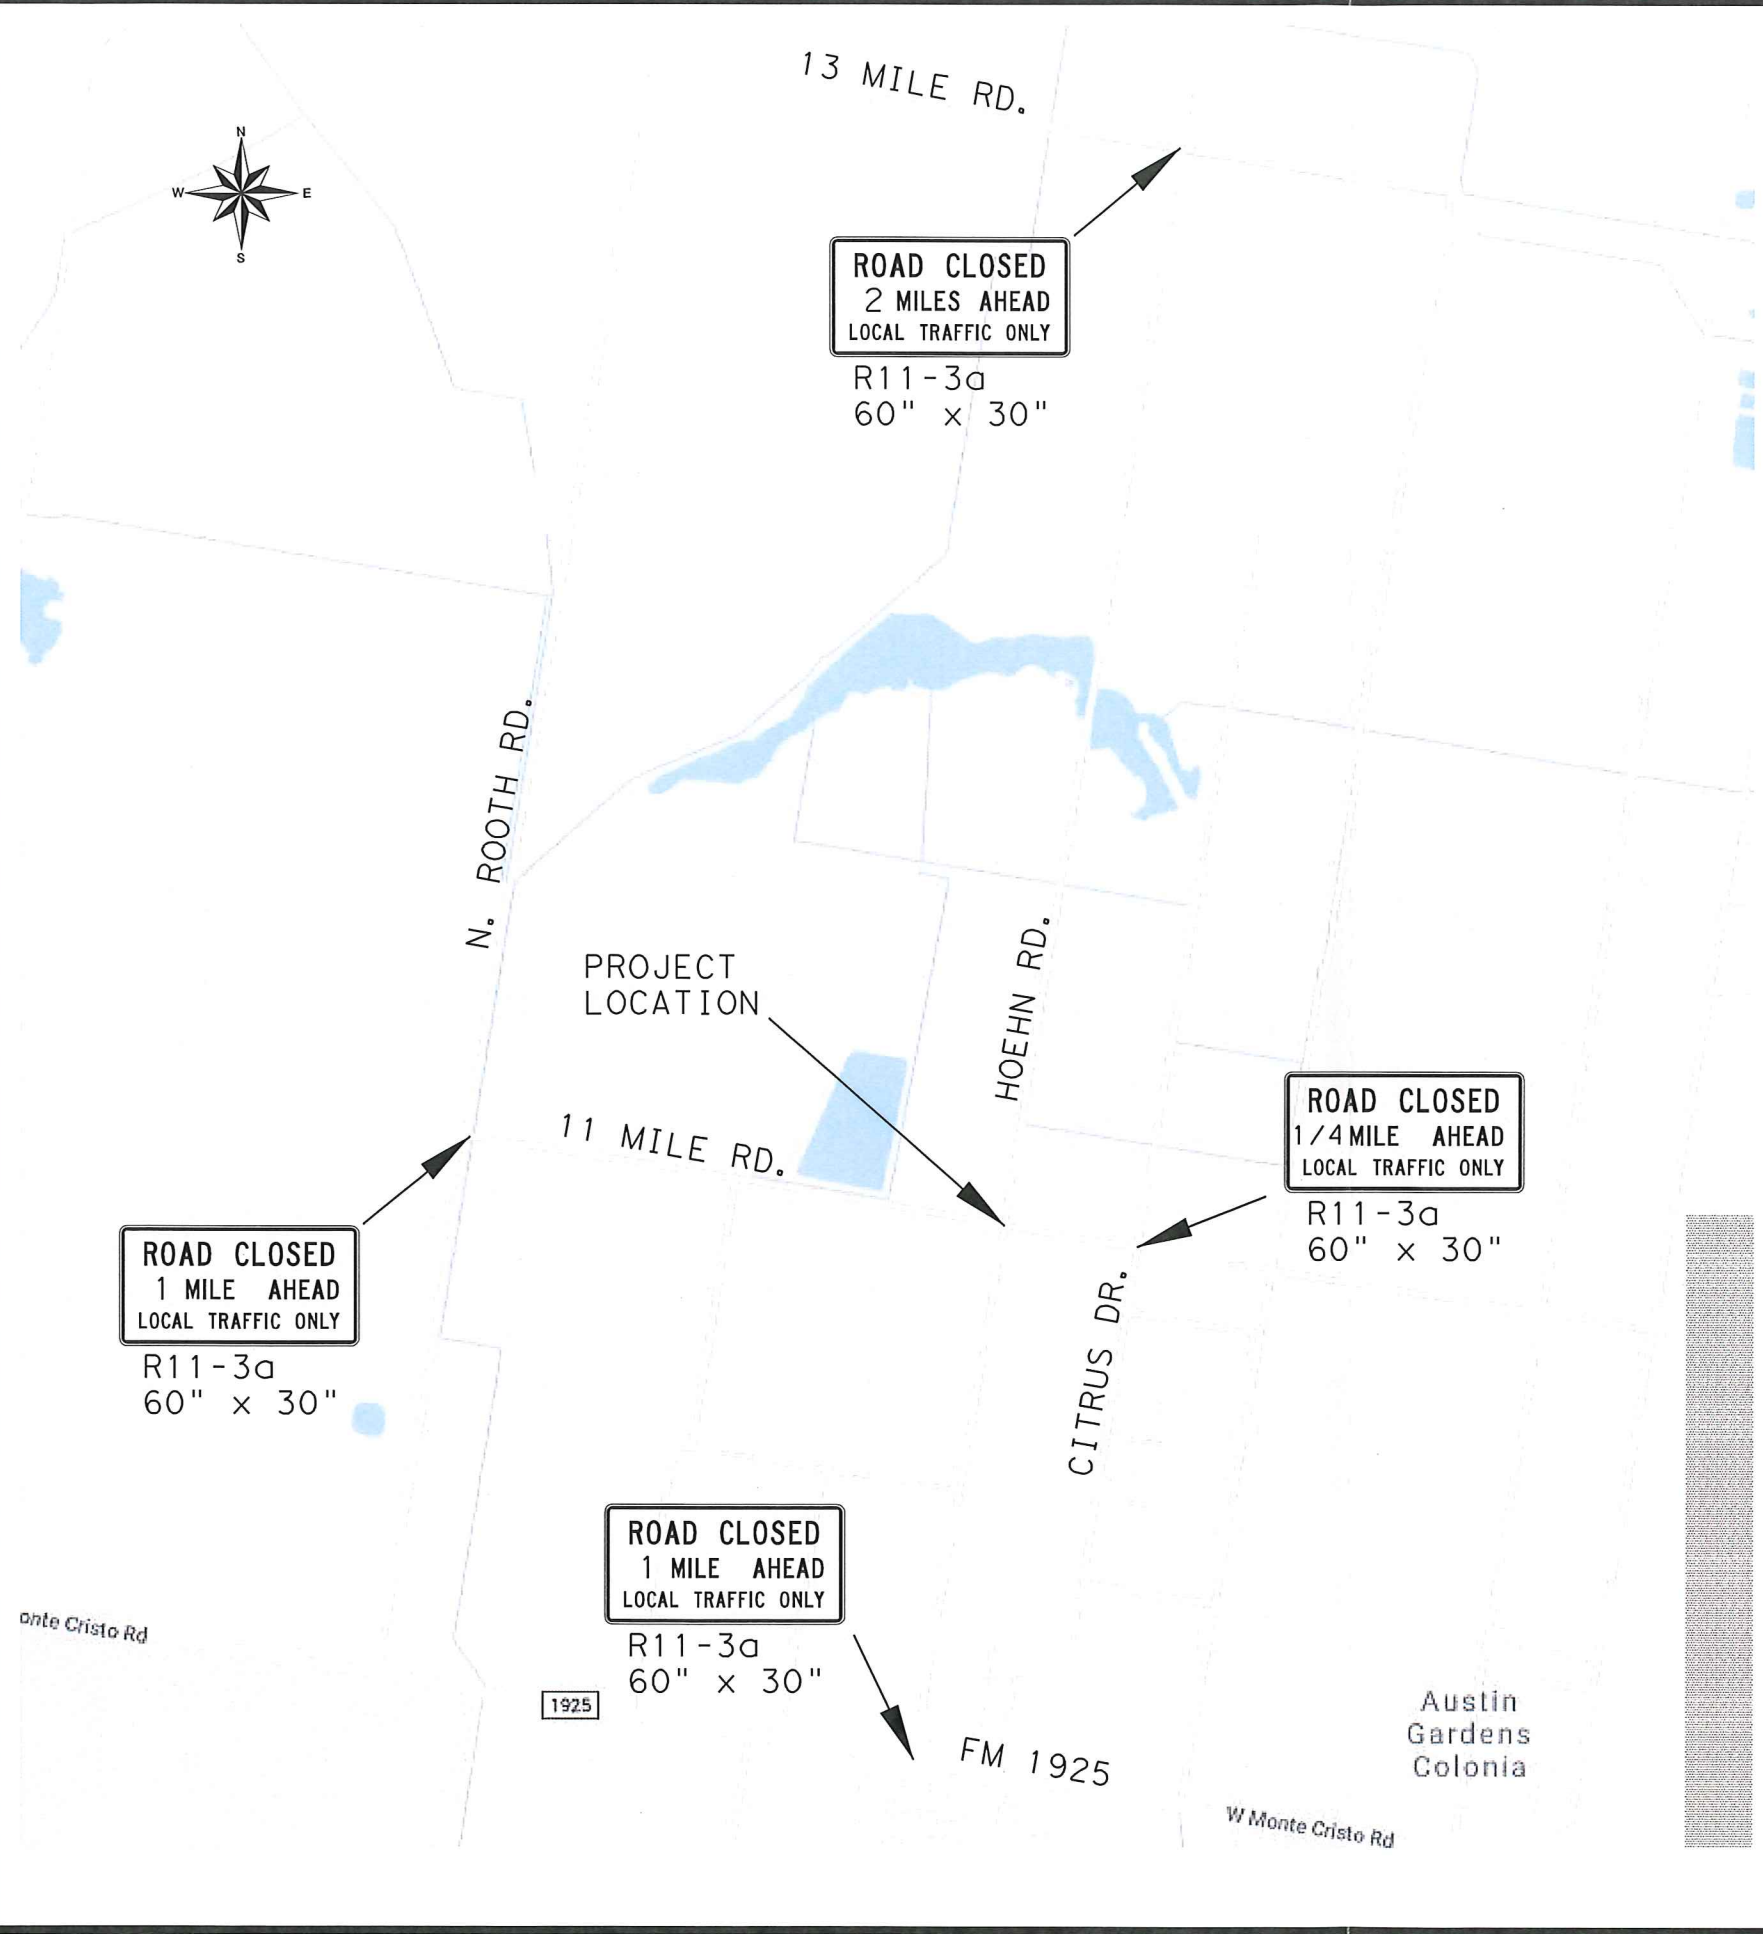 13 MILE RD.
N
W
E
S
ROAD CLOSED
2 MILES AHEAD
LOCAL TRAFFIC ONLY
R11-3a
60" x 30"
N. ROOTH RD.
PROJECT
LOCATION
HOEHN RD.
11 MILE RD.
ROAD CLOSED
1/4 MILE AHEAD
LOCAL TRAFFIC ONLY
R11-3a
60" x 30"
ROAD CLOSED
1 MILE AHEAD
LOCAL TRAFFIC ONLY
R11-3a
60" x 30"
CITRUS DR.
ROAD CLOSED
1 MILE AHEAD
LOCAL TRAFFIC ONLY
R11-3a
60" x 30"
onte Cristo Rd
1925
FM 1925
Austin
Gardens
Colonia
W Monte Cristo Rd